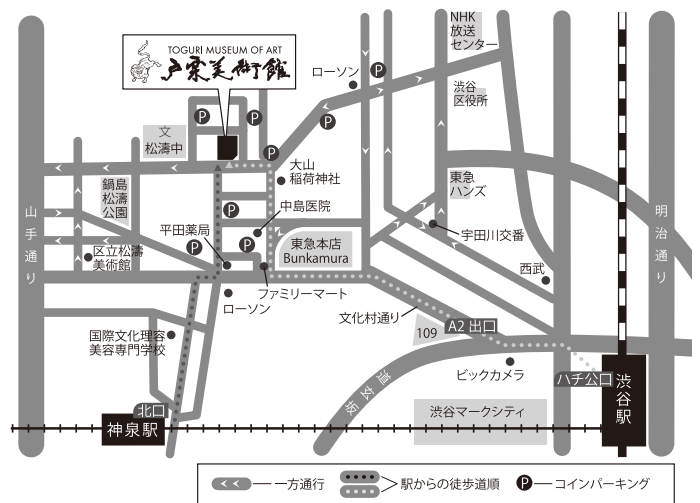 TOGURI MUSEUM OF ART
戸栗美術館
NHK
放送
センター
ローソン
P
渋谷
区役所
P
P
P
文
松濤中
P
大山
稲荷神社
東急
ハンズ
鍋島
松濤
公園
中島医院
P
山手通り
明治通り
平田薬局
P
P
東急本店
Bunkamura
宇田川交番
区立松濤
美術館
西武
ファミリーマート
ローソン
文化村通り
A2 出口
109
国際文化理容
美容専門学校
道玄坂
ビックカメラ
ハチ公口
渋谷駅
北口
神泉駅
渋谷マークシティ
一方通行
駅からの徒歩道順
P
コインパーキング